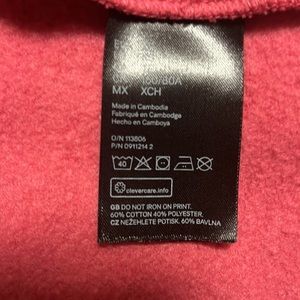 MX XCH
Made in Cambodia
Fabriqué en Cambodge
Hecho en Camboya
O/N 113806
P/N 0911214 2
40
clevercare.info
GB DO NOT IRON ON PRINT.
60% COTTON 40% POLYESTER.
CZ NEŽEHLETE POTISK. 60% BAVLNA